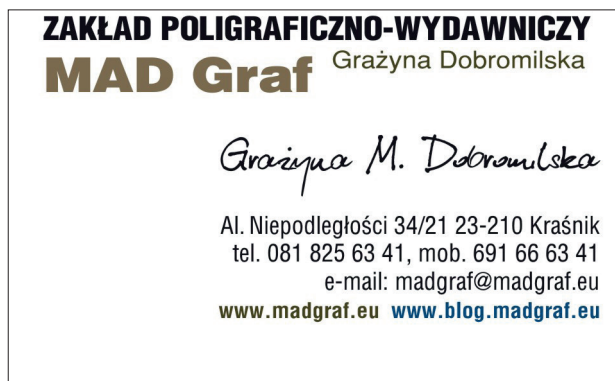 ZAKŁAD POLIGRAFICZNO-WYDAWNICZY
MAD Graf Grażyna Dobromilska
Grażyna M. Dobromilska
Al. Niepodległości 34/21 23-210 Kraśnik
tel. 081 825 63 41, mob. 691 66 63 41
e-mail: madgraf@madgraf.eu
www.madgraf.eu www.blog.madgraf.eu